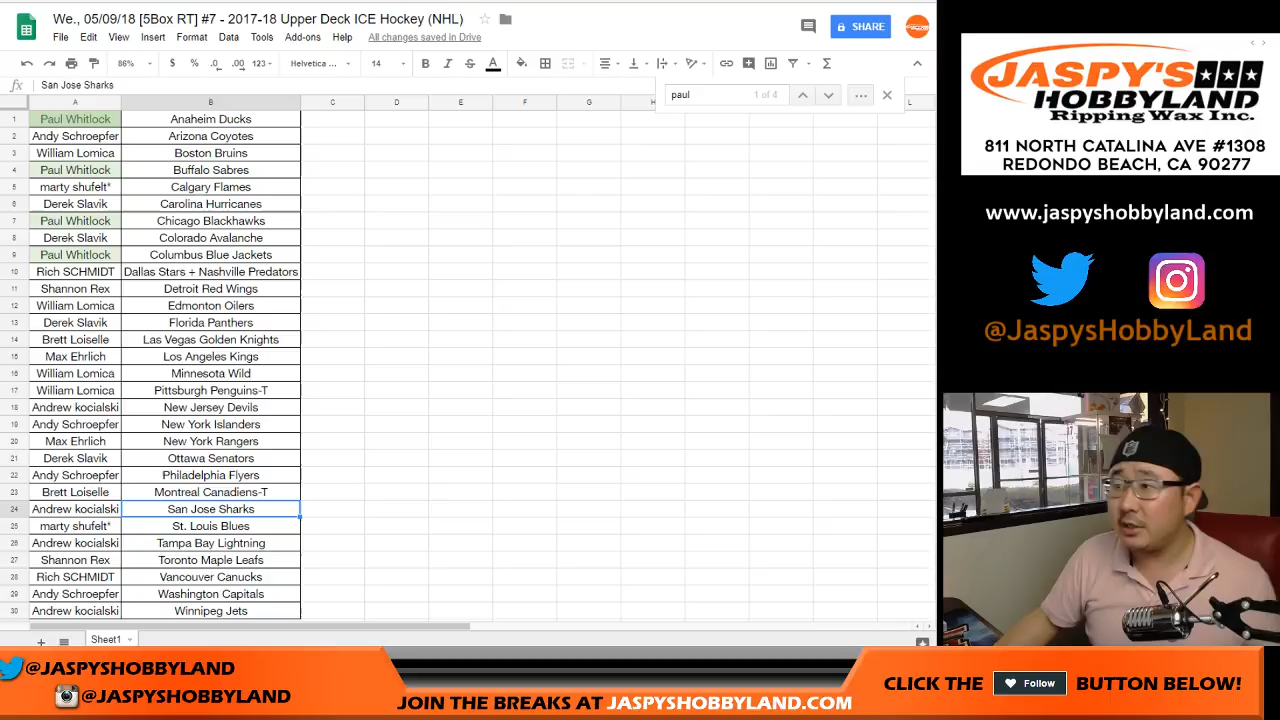 We., 05/09/18 [5Box RT] #7 - 2017-18 Upper Deck ICE Hockey (NHL)
File Edit View Insert Format Data Tools Add-ons Help All changes saved in Drive
SHARE
86% $ % .0 .00 123 Helvetica ... 14 B I S A
fx San Jose Sharks
paul 1 of 4
A B C D E F G H L
1 Paul Whitlock Anaheim Ducks
2 Andy Schroepfer Arizona Coyotes
3 William Lomica Boston Bruins
4 Paul Whitlock Buffalo Sabres
5 marty shufelt* Calgary Flames
6 Derek Slavik Carolina Hurricanes
7 Paul Whitlock Chicago Blackhawks
8 Derek Slavik Colorado Avalanche
9 Paul Whitlock Columbus Blue Jackets
10 Rich SCHMIDT Dallas Stars + Nashville Predators
11 Shannon Rex Detroit Red Wings
12 William Lomica Edmonton Oilers
13 Derek Slavik Florida Panthers
14 Brett Loiselle Las Vegas Golden Knights
15 Max Ehrlich Los Angeles Kings
16 William Lomica Minnesota Wild
17 William Lomica Pittsburgh Penguins-T
18 Andrew kocialski New Jersey Devils
19 Andy Schroepfer New York Islanders
20 Max Ehrlich New York Rangers
21 Derek Slavik Ottawa Senators
22 Andy Schroepfer Philadelphia Flyers
23 Brett Loiselle Montreal Canadiens-T
24 Andrew kocialski San Jose Sharks
25 marty shufelt* St. Louis Blues
26 Andrew kocialski Tampa Bay Lightning
27 Shannon Rex Toronto Maple Leafs
28 Rich SCHMIDT Vancouver Canucks
29 Andy Schroepfer Washington Capitals
30 Andrew kocialski Winnipeg Jets
Sheet1
JASPY'S
HOBBYLAND
Ripping Wax Inc.
811 NORTH CATALINA AVE #1308
REDONDO BEACH, CA 90277
www.jaspyshobbyland.com
@JaspysHobbyLand
@JASPYSHOBBYLAND
@JASPYSHOBBYLAND
JOIN THE BREAKS AT JASPYSHOBBYLAND.COM
CLICK THE Follow BUTTON BELOW!